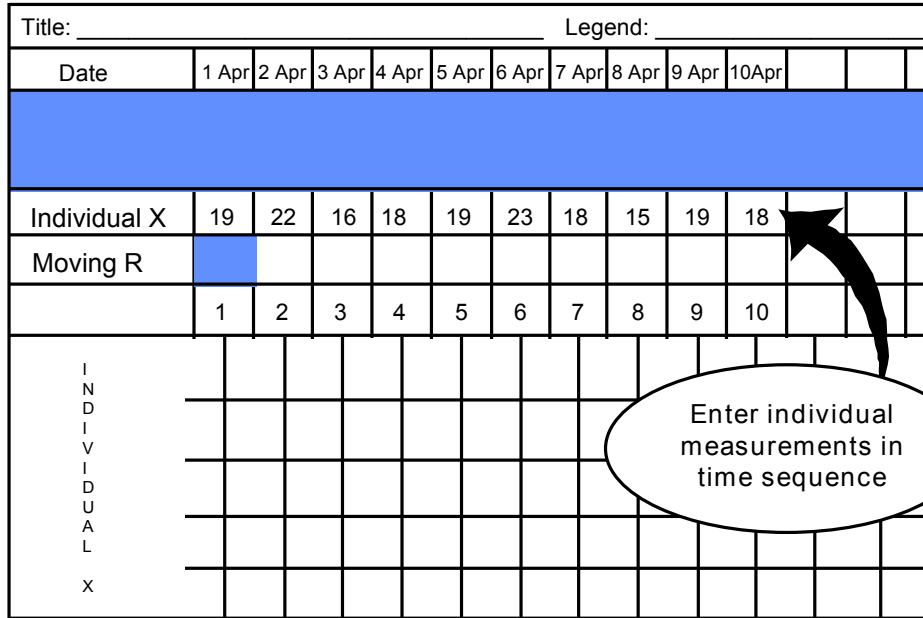 Title: ______________________________________ Legend: ______________________
Date 1 Apr 2 Apr 3 Apr 4 Apr 5 Apr 6 Apr 7 Apr 8 Apr 9 Apr 10Apr
Individual X 19 22 16 18 19 23 18 15 19 18
Moving R
1 2 3 4 5 6 7 8 9 10
I
N
D
I
V
I
D
U
A
L
X
Enter individual
measurements in
time sequence